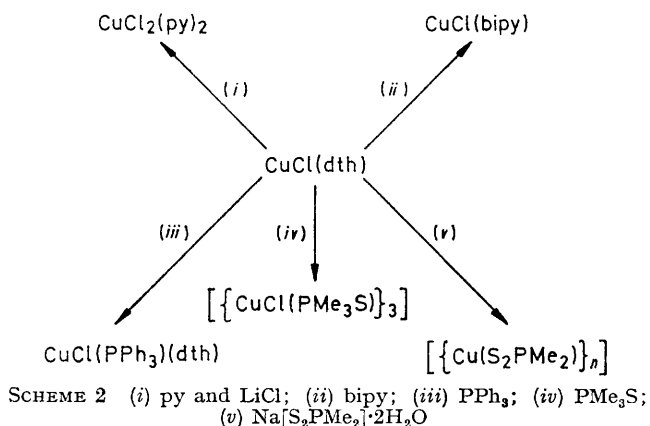 CuCl₂(py)₂
CuCl(bipy)
(i)
(ii)
CuCl(dth)
(iii)
(iv)
(v)
[{CuCl(PMe₃S)}₃]
CuCl(PPh₃)(dth)
[{Cu(S₂PMe₂)}ₙ]
SCHEME 2 (i) py and LiCl; (ii) bipy; (iii) PPh₃; (iv) PMe₃S;
(v) Na[S₂PMe₂]·2H₂O